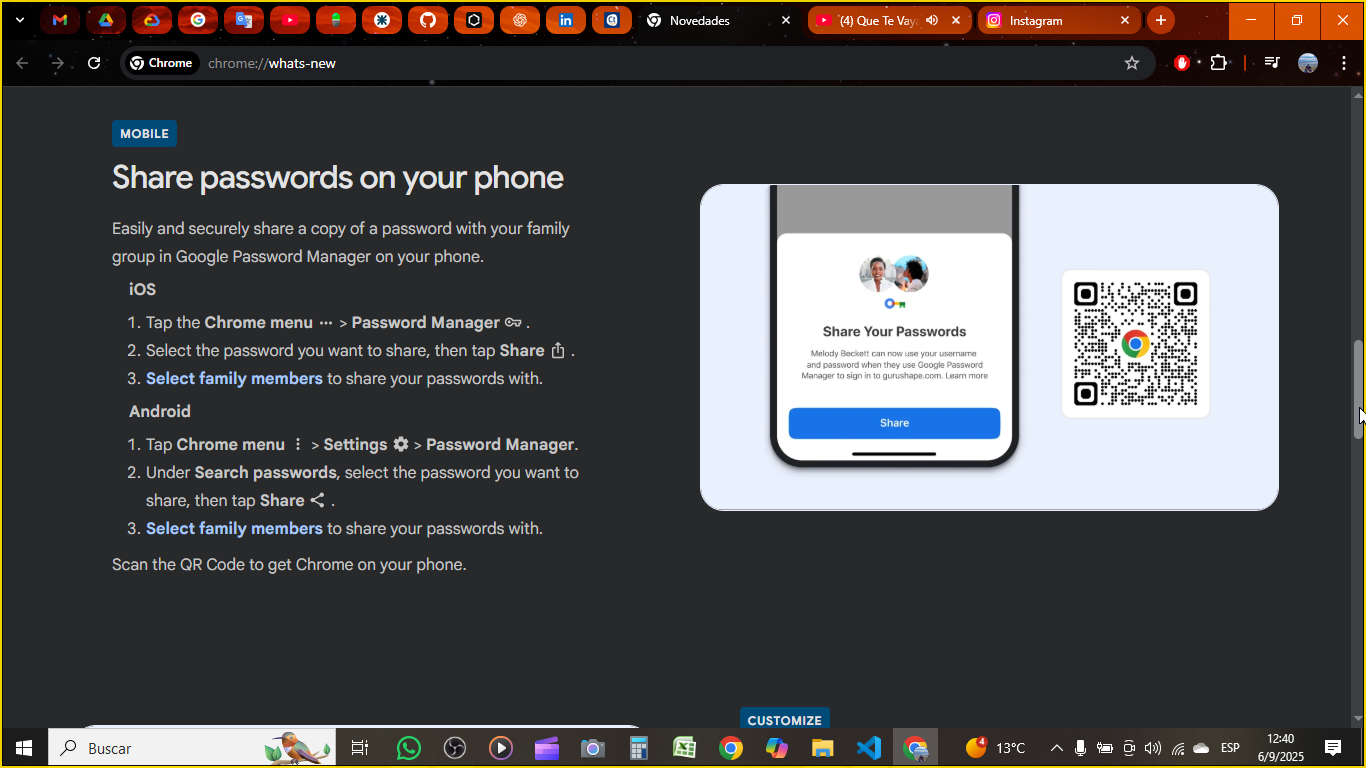 Novedades
(4) Que Te Vay
Instagram
Chrome
chrome://whats-new
MOBILE
Share passwords on your phone
Easily and securely share a copy of a password with your family
group in Google Password Manager on your phone.
iOS
1. Tap the Chrome menu ··· > Password Manager .
2. Select the password you want to share, then tap Share .
3. Select family members to share your passwords with.
Android
1. Tap Chrome menu ⋮ > Settings > Password Manager.
2. Under Search passwords, select the password you want to
share, then tap Share .
3. Select family members to share your passwords with.
Scan the QR Code to get Chrome on your phone.
Share Your Passwords
Melody Beckett can now use your username
and password when they use Google Password
Manager to sign in to gurushape.com. Learn more
Share
CUSTOMIZE
Buscar
4
13°C
ESP
12:40
6/9/2025